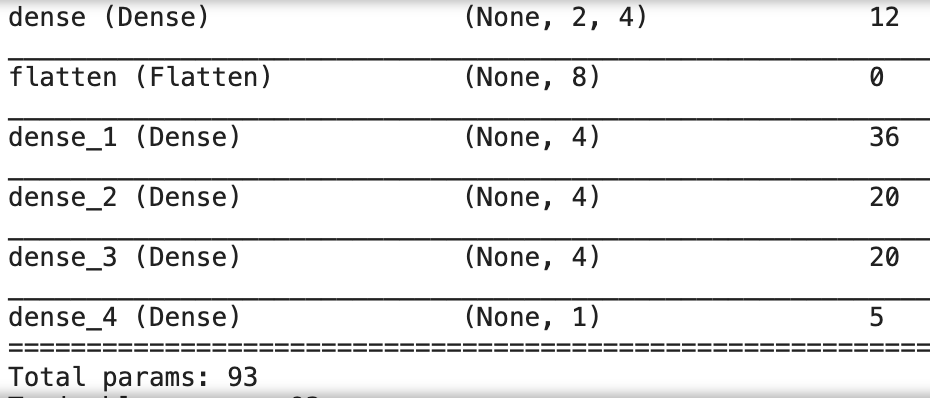 dense (Dense) (None, 2, 4) 12
flatten (Flatten) (None, 8) 0
dense_1 (Dense) (None, 4) 36
dense_2 (Dense) (None, 4) 20
dense_3 (Dense) (None, 4) 20
dense_4 (Dense) (None, 1) 5
Total params: 93